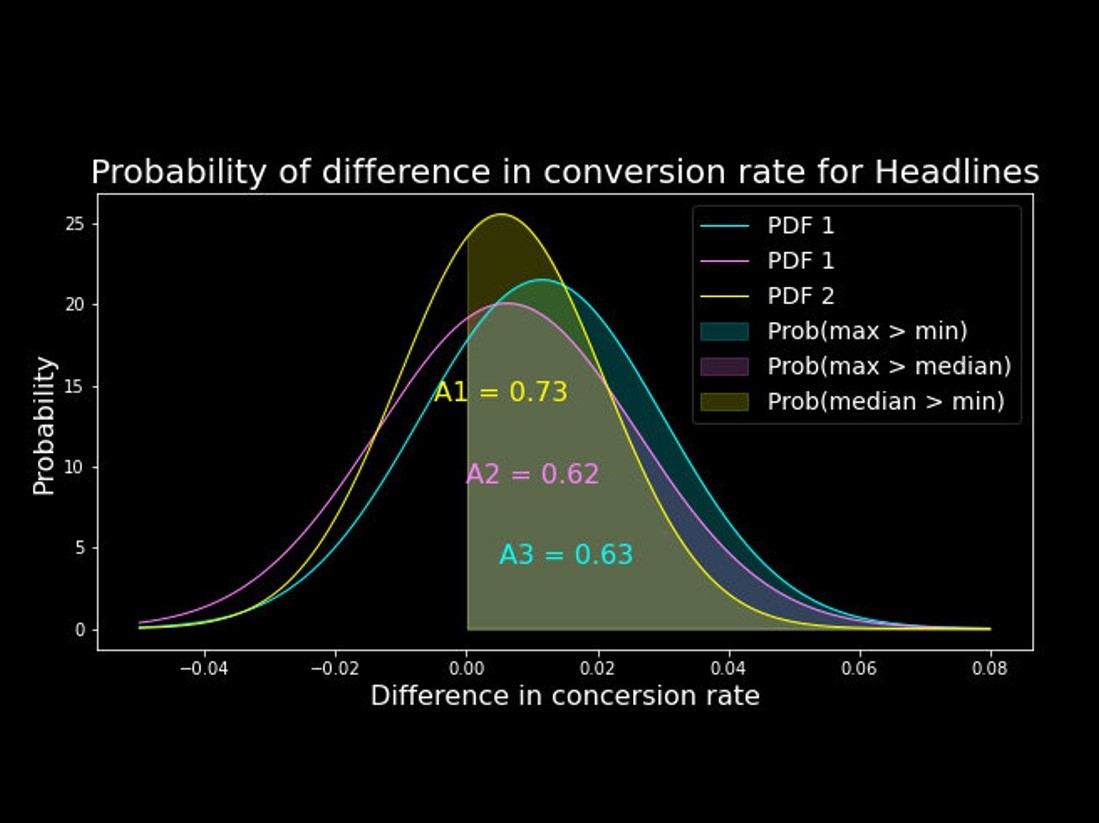 Probability of difference in conversion rate for Headlines
25
20
15
10
5
0
Probability
PDF 1
PDF 1
PDF 2
Prob(max > min)
Prob(max > median)
Prob(median > min)
A1 = 0.73
A2 = 0.62
A3 = 0.63
−0.04 −0.02 0.00 0.02 0.04 0.06 0.08
Difference in concersion rate